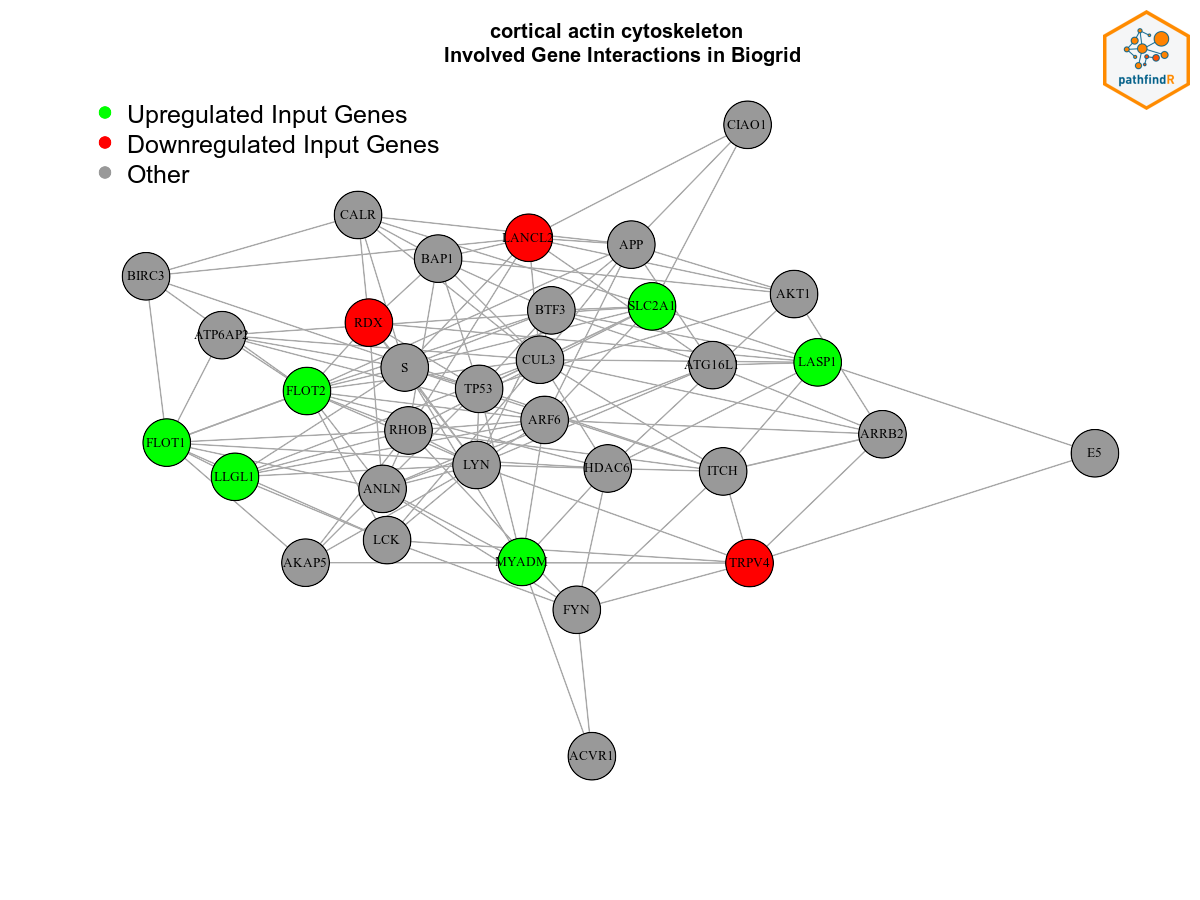 cortical actin cytoskeleton
Involved Gene Interactions in Biogrid
pathfindR
Upregulated Input Genes
Downregulated Input Genes
Other
CIAO1
CALR
LANCL2
APP
BAP1
BIRC3
AKT1
BTF3
SLC2A1
RDX
ATP6AP2
CUL3
LASP1
ATG16L1
S
TP53
FLOT2
ARF6
RHOB
ARRB2
FLOT1
E5
LYN
HDAC6
ITCH
LLGL1
ANLN
LCK
AKAP5
MYADM
TRPV4
FYN
ACVR1